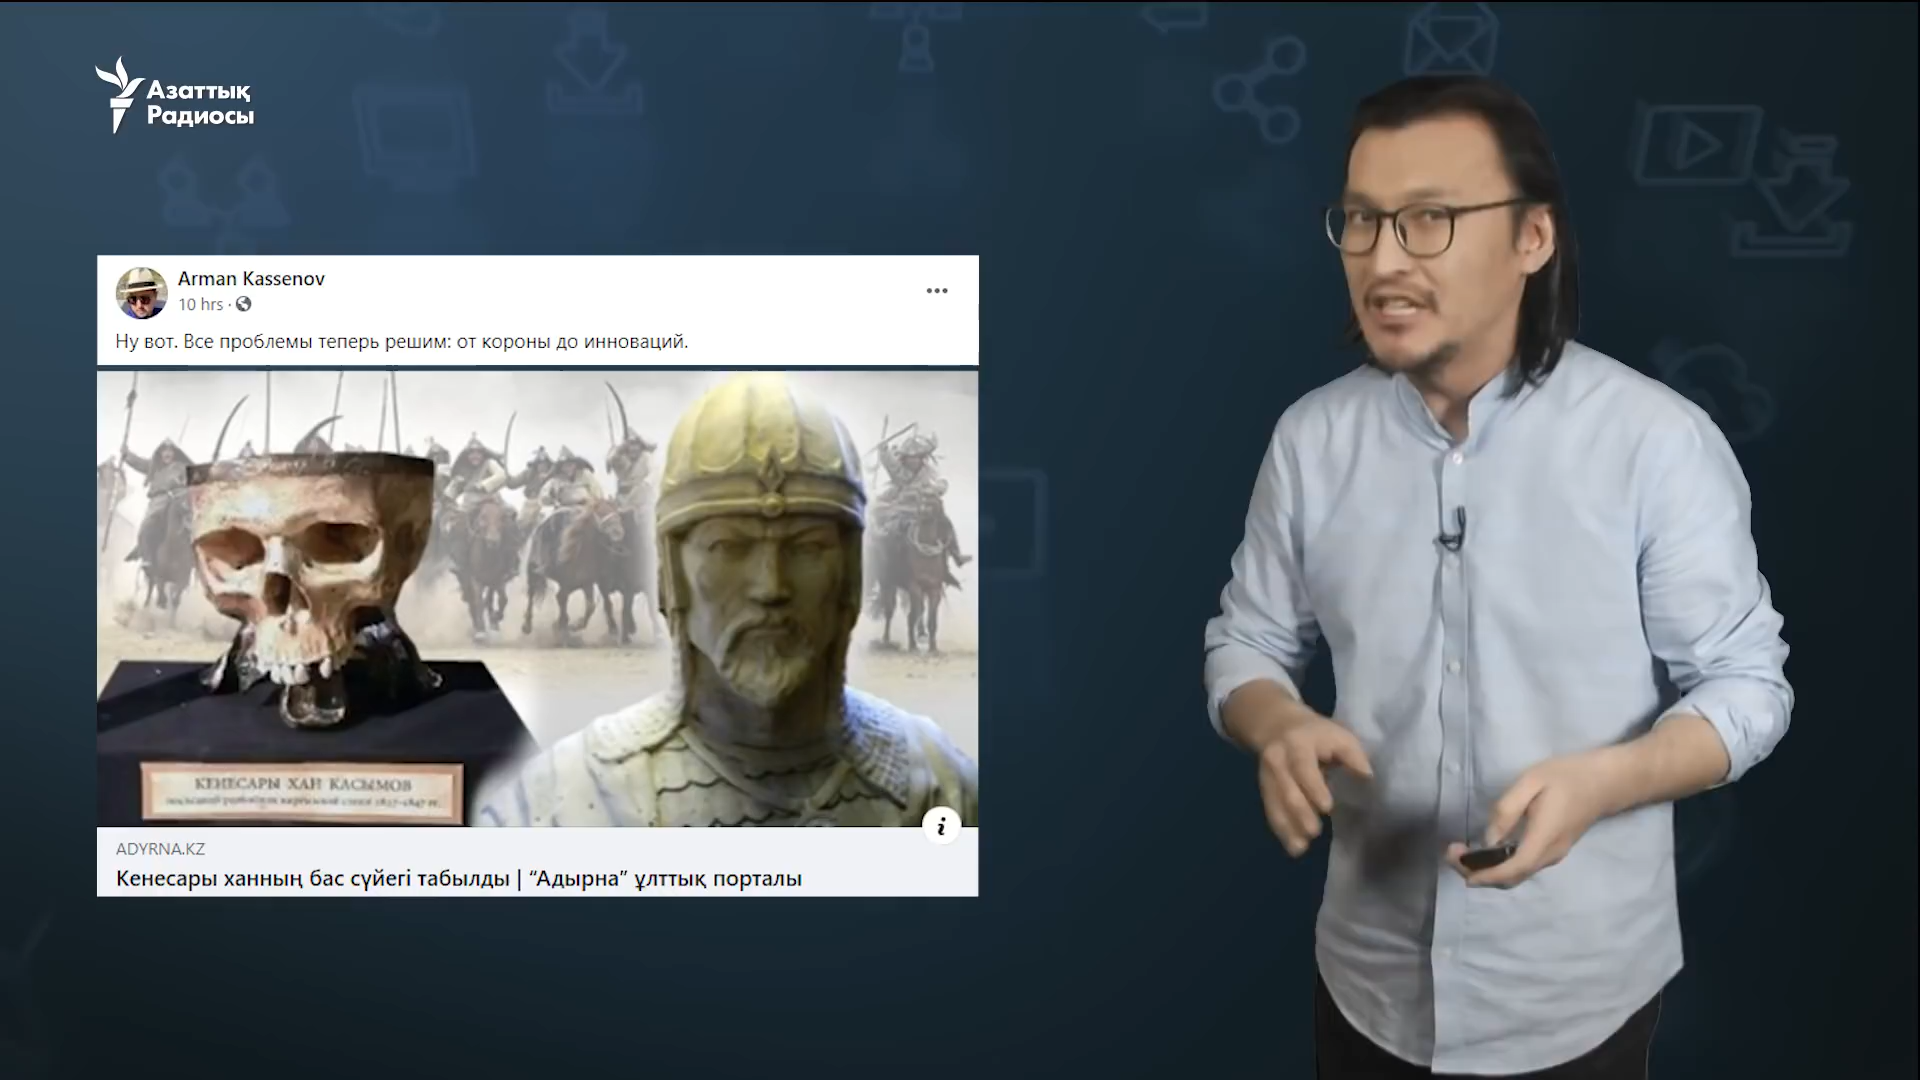 Азаттық
Радиосы
Arman Kassenov
10 hrs ·
Ну вот. Все проблемы теперь решим: от короны до инноваций.
КЕНЕСАРЫ ХАН КАСЫМОВ
ADYRNA.KZ
Кенесары ханның бас сүйегі табылды | “Адырна” ұлттық порталы